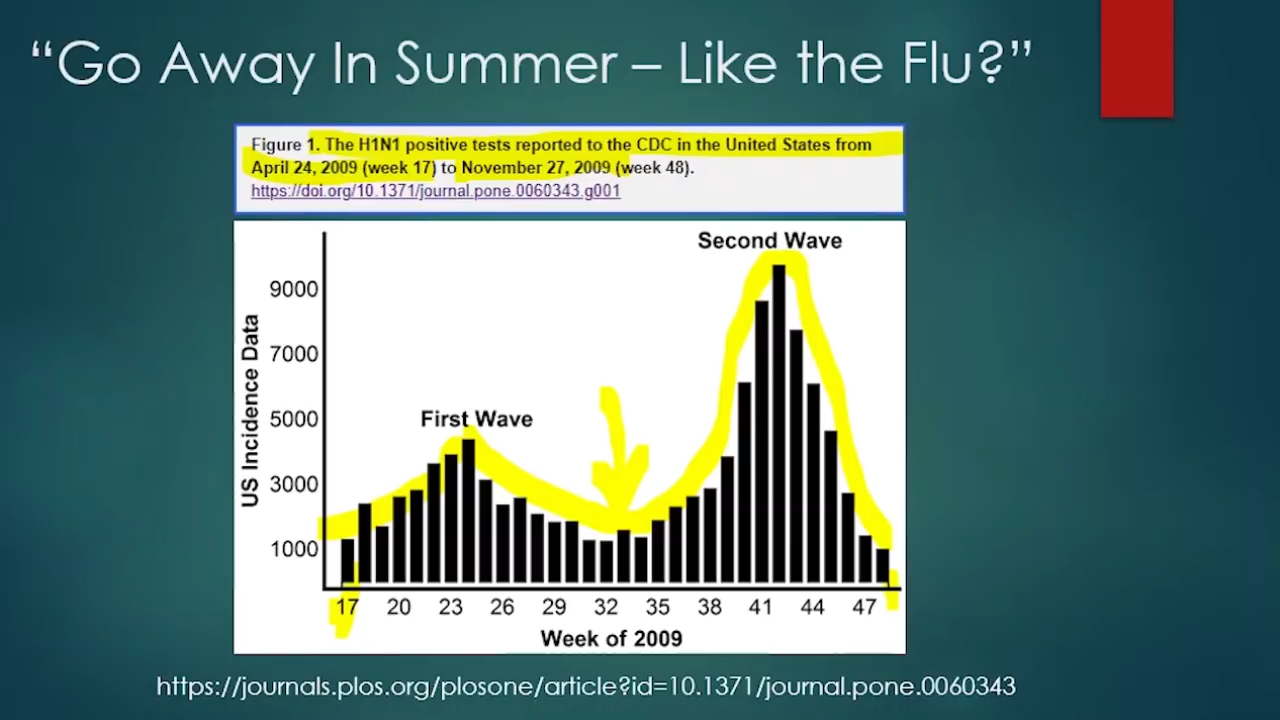 “Go Away In Summer – Like the Flu?”
Figure 1. The H1N1 positive tests reported to the CDC in the United States from
April 24, 2009 (week 17) to November 27, 2009 (week 48).
https://doi.org/10.1371/journal.pone.0060343.g001
Second Wave
9000
7000
First Wave
5000
3000
1000
US Incidence Data
17 20 23 26 29 32 35 38 41 44 47
Week of 2009
https://journals.plos.org/plosone/article?id=10.1371/journal.pone.0060343